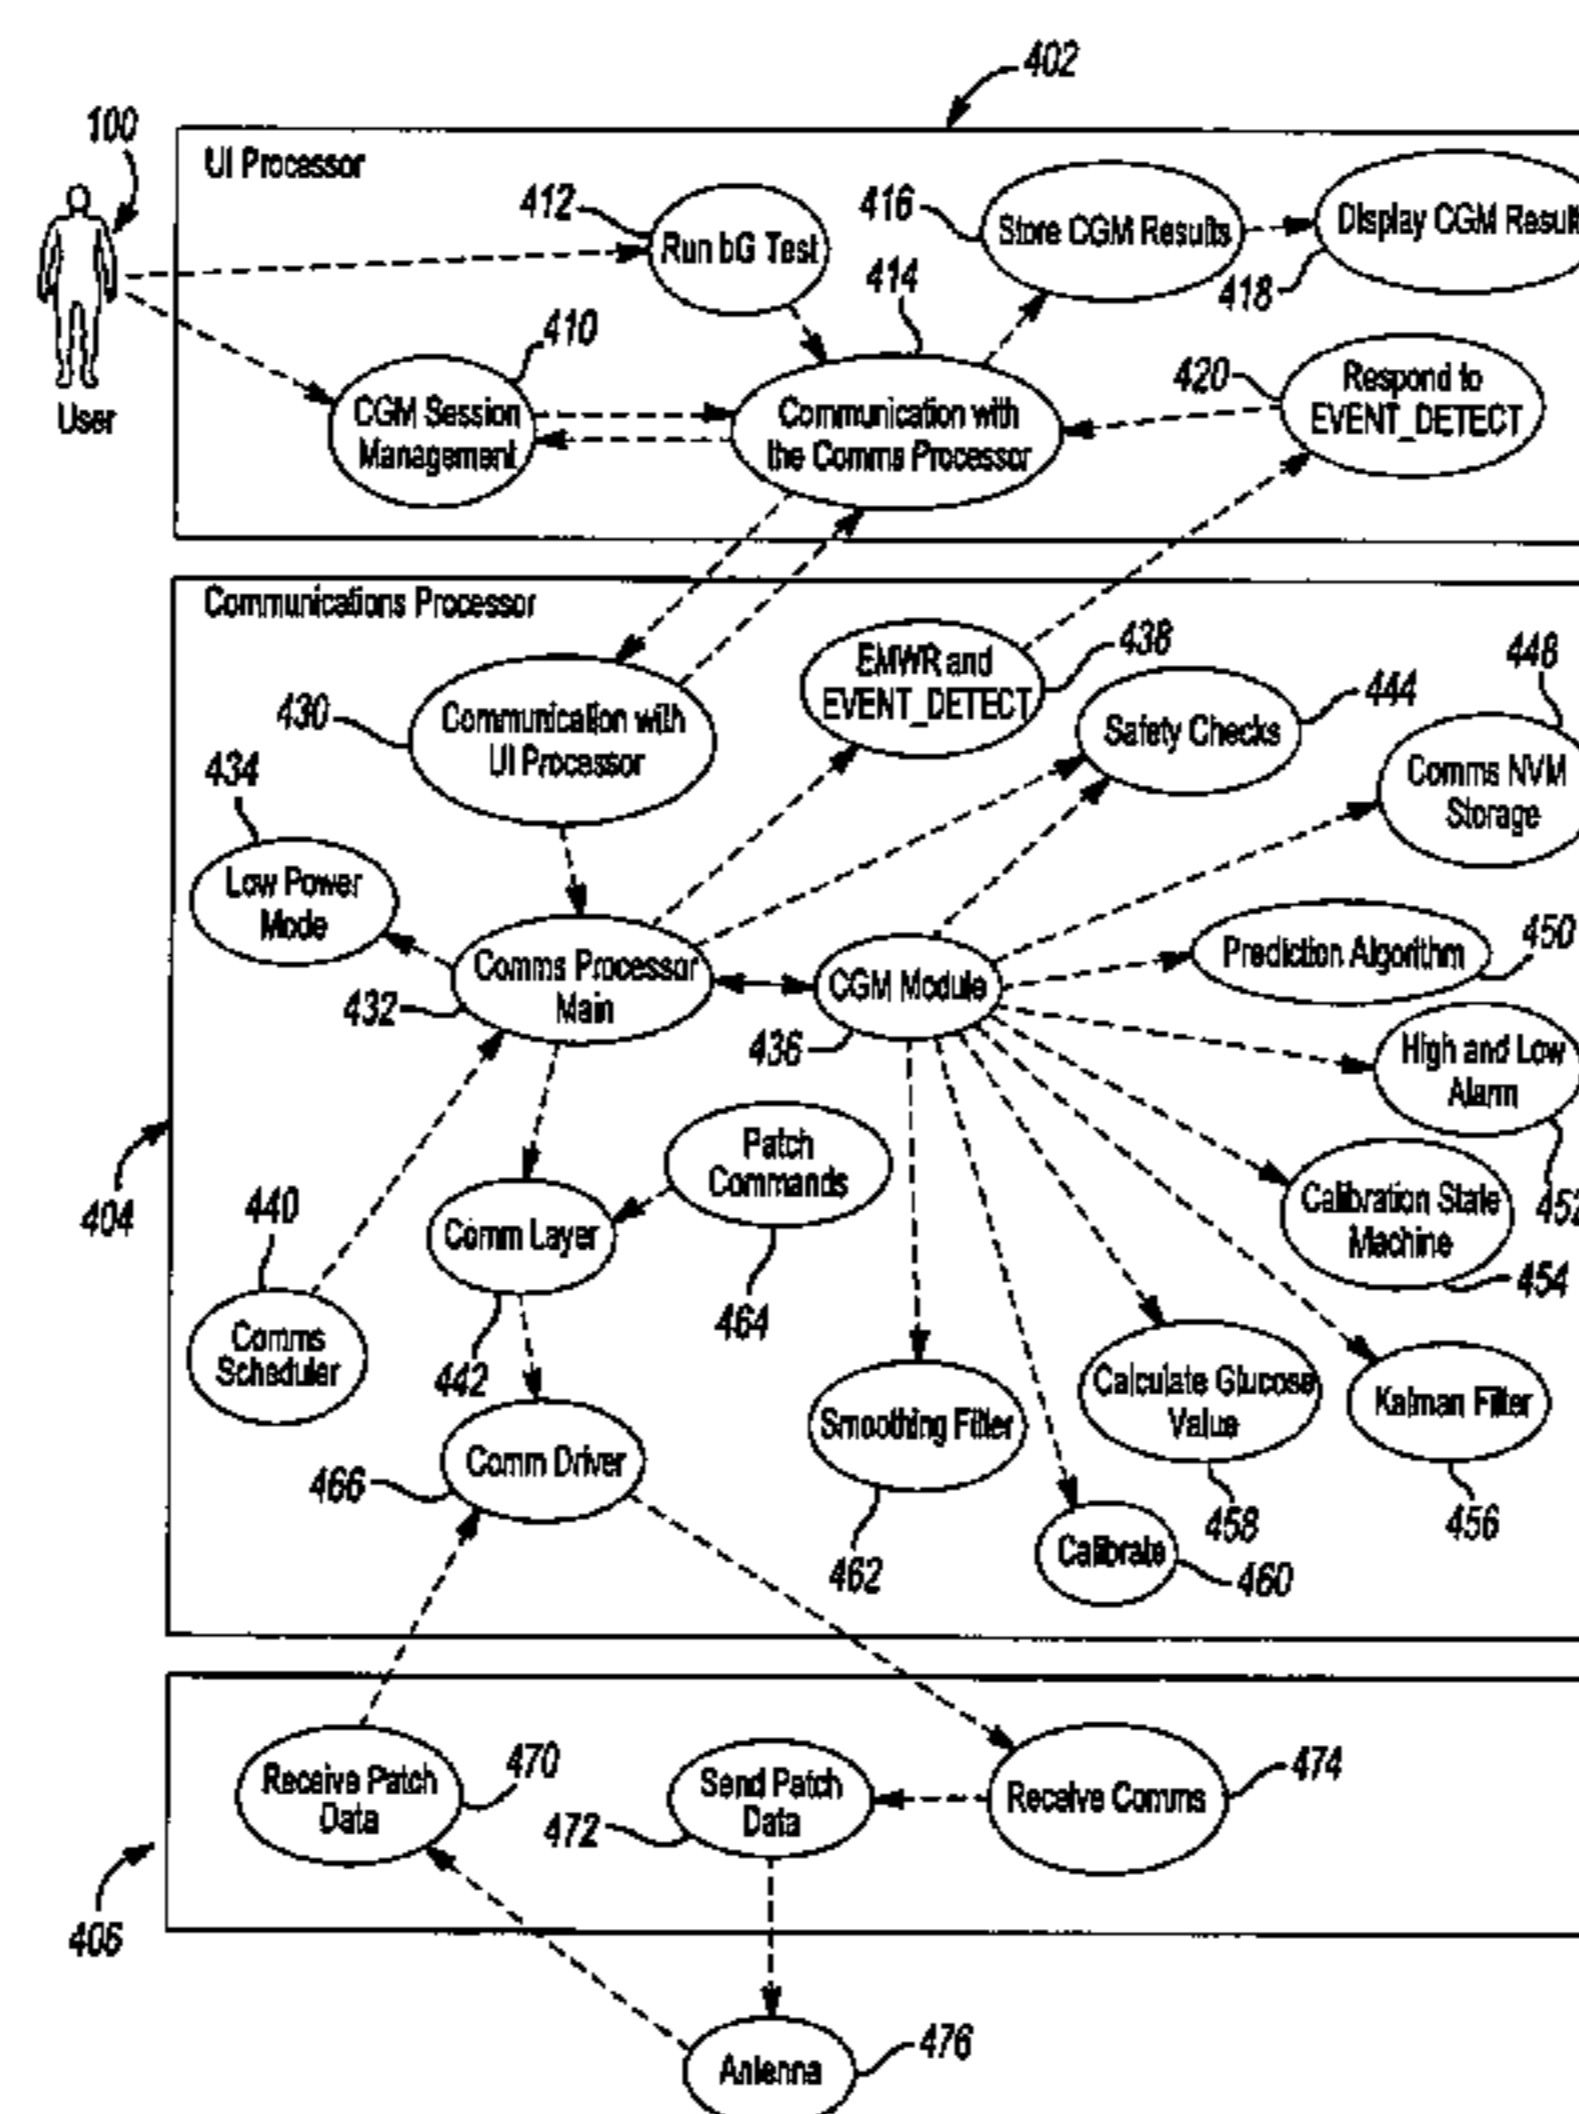 402
100
UI Processor
412
Run bG Test
416
Store CGM Results
Display CGM Result
418
414
410
User
CGM Session
Management
Communication with
the Comms Processor
420
Respond to
EVENT_DETECT
Communications Processor
430
Communication with
UI Processor
EMWR and
EVENT_DETECT
438
Safety Checks
444
448
Comms NVM
Storage
434
Low Power
Mode
Comms Processor
Main
432
CGM Module
436
Prediction Algorithm
450
High and Low
Alarm
452
404
Patch
Commands
464
Comm Layer
442
440
Comms
Scheduler
Calibration State
Machine
454
Comm Driver
466
Smoothing Filter
462
Calculate Glucose
Value
458
Kalman Filter
456
Calibrate
460
Receive Patch
Data
470
Send Patch
Data
472
Receive Comms
474
406
Antenna
476